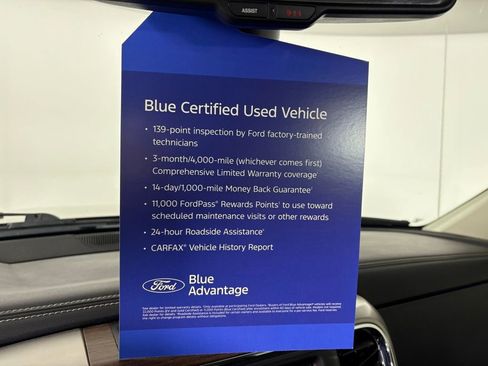 ASSIST
911
Blue Certified Used Vehicle
• 139-point inspection by Ford factory-trained
technicians
• 3-month/4,000-mile (whichever comes first)
Comprehensive Limited Warranty coverage*
• 14-day/1,000-mile Money Back Guarantee†
• 11,000 FordPass® Rewards Points† to use toward
scheduled maintenance visits or other rewards
• 24-hour Roadside Assistance†
• CARFAX® Vehicle History Report
Ford
Blue
Advantage